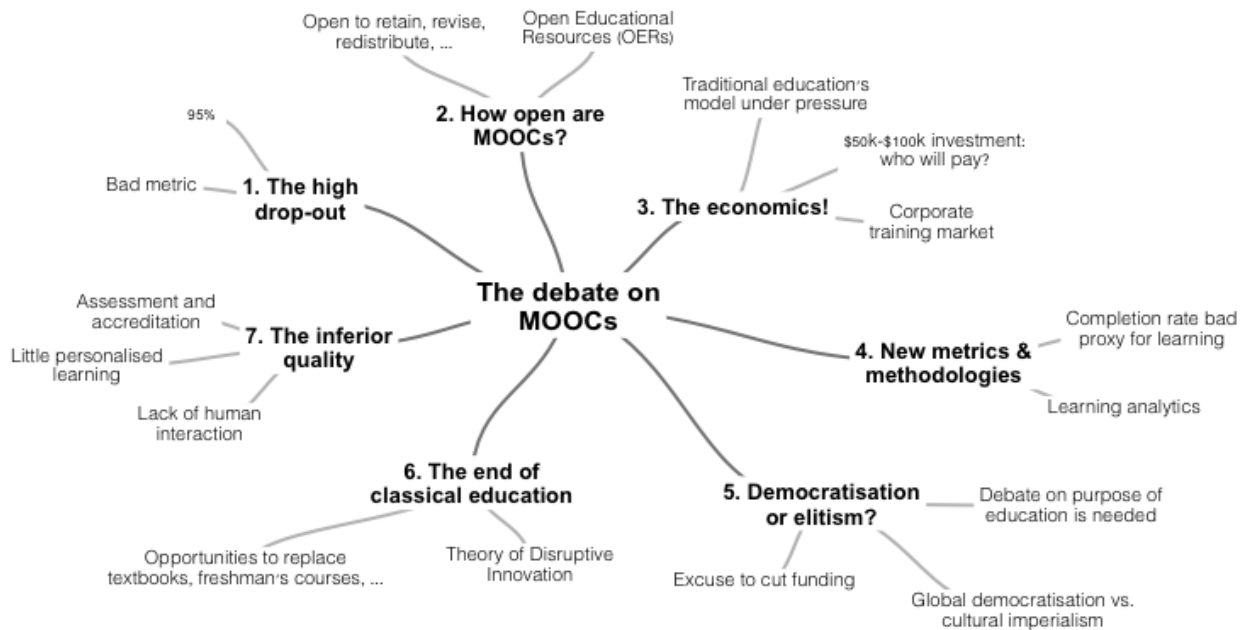 The debate on
MOOCs
1. The high
drop-out
95%
Bad metric
2. How open are
MOOCs?
Open to retain, revise,
redistribute, ...
Open Educational
Resources (OERs)
3. The economics!
Traditional education's
model under pressure
$50k-$100k investment:
who will pay?
Corporate
training market
4. New metrics &
methodologies
Completion rate bad
proxy for learning
Learning analytics
5. Democratisation
or elitism?
Debate on purpose of
education is needed
Global democratisation vs.
cultural imperialism
Excuse to cut funding
6. The end of
classical education
Theory of Disruptive
Innovation
Opportunities to replace
textbooks, freshman's courses, ...
7. The inferior
quality
Assessment and
accreditation
Little personalised
learning
Lack of human
interaction